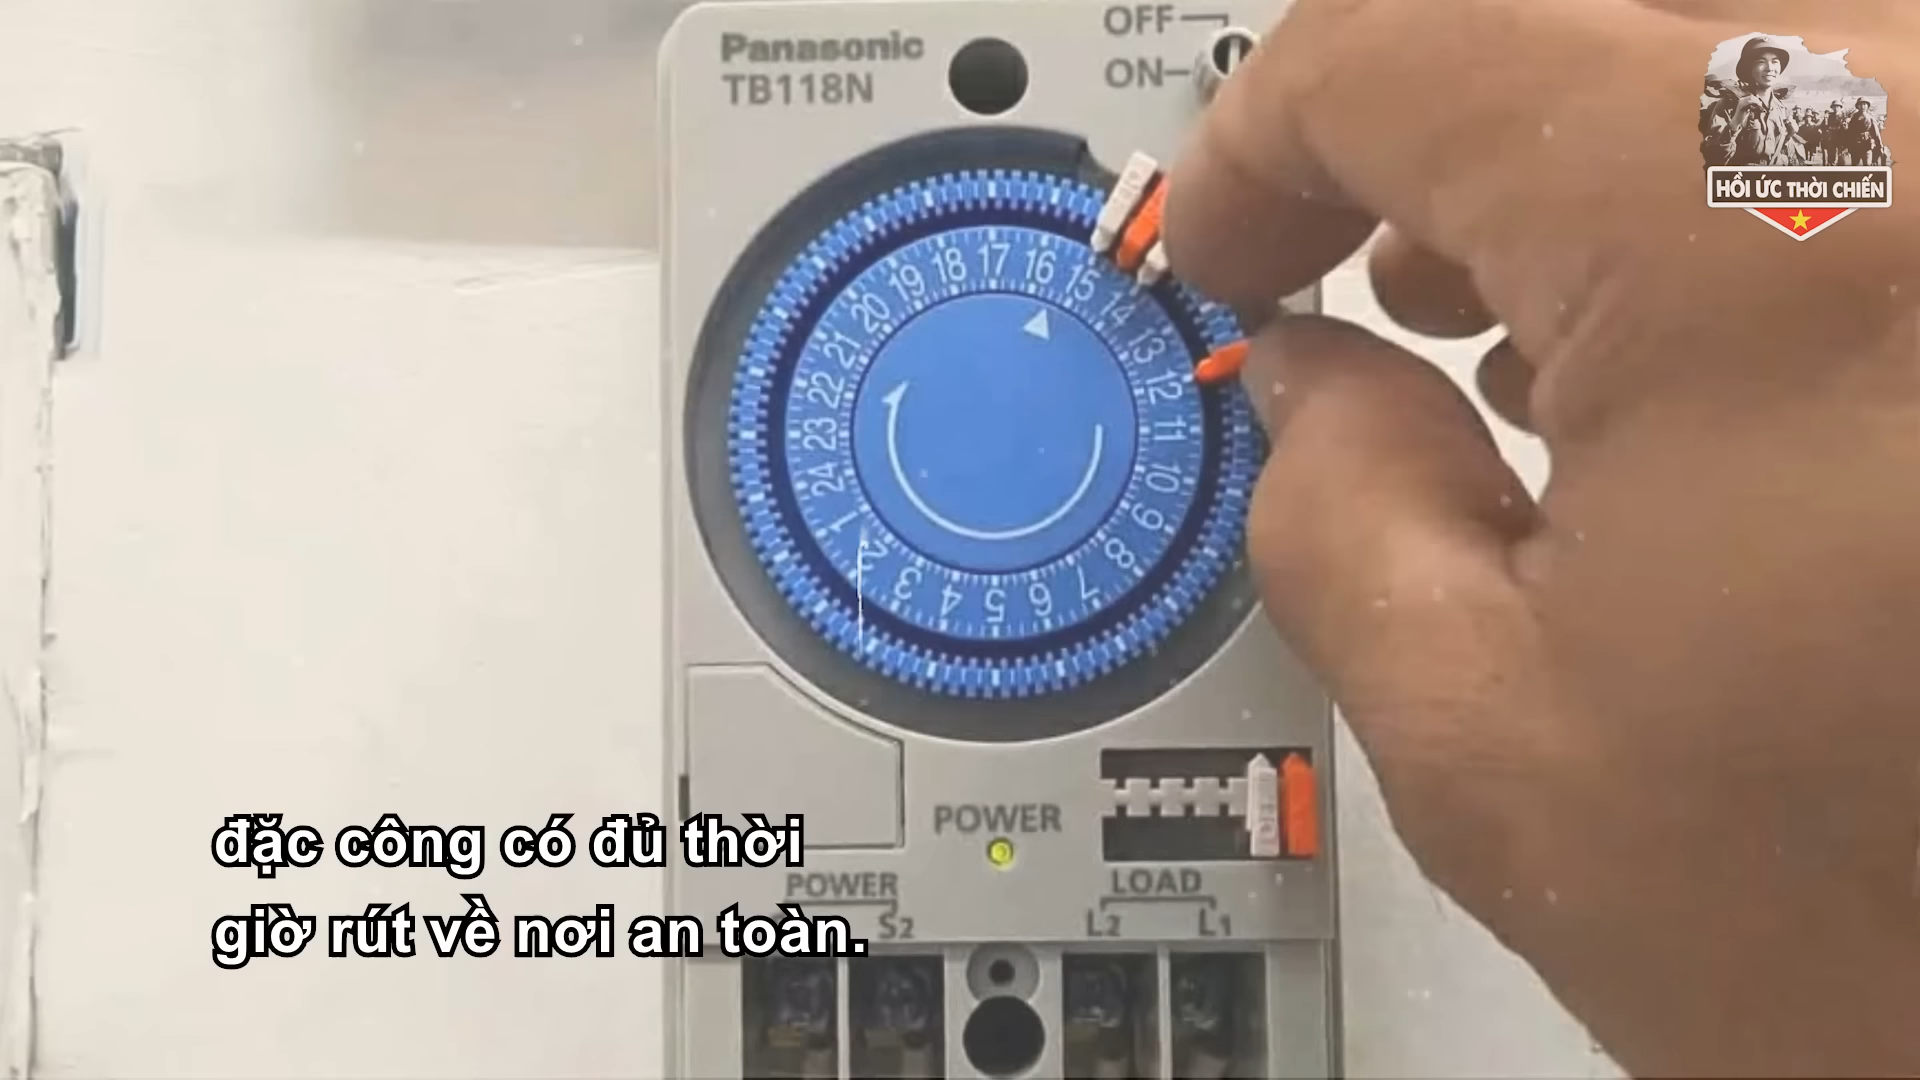 Panasonic
TB118N
OFF
ON
HỒI ỨC THỜI CHIẾN
17
16
15
14
13
12
11
10
9
8
7
6
5
4
3
2
1
24
23
22
21
20
19
18
POWER
POWER
S2
LOAD
L2
L1
đặc công có đủ thời
giờ rút về nơi an toàn.